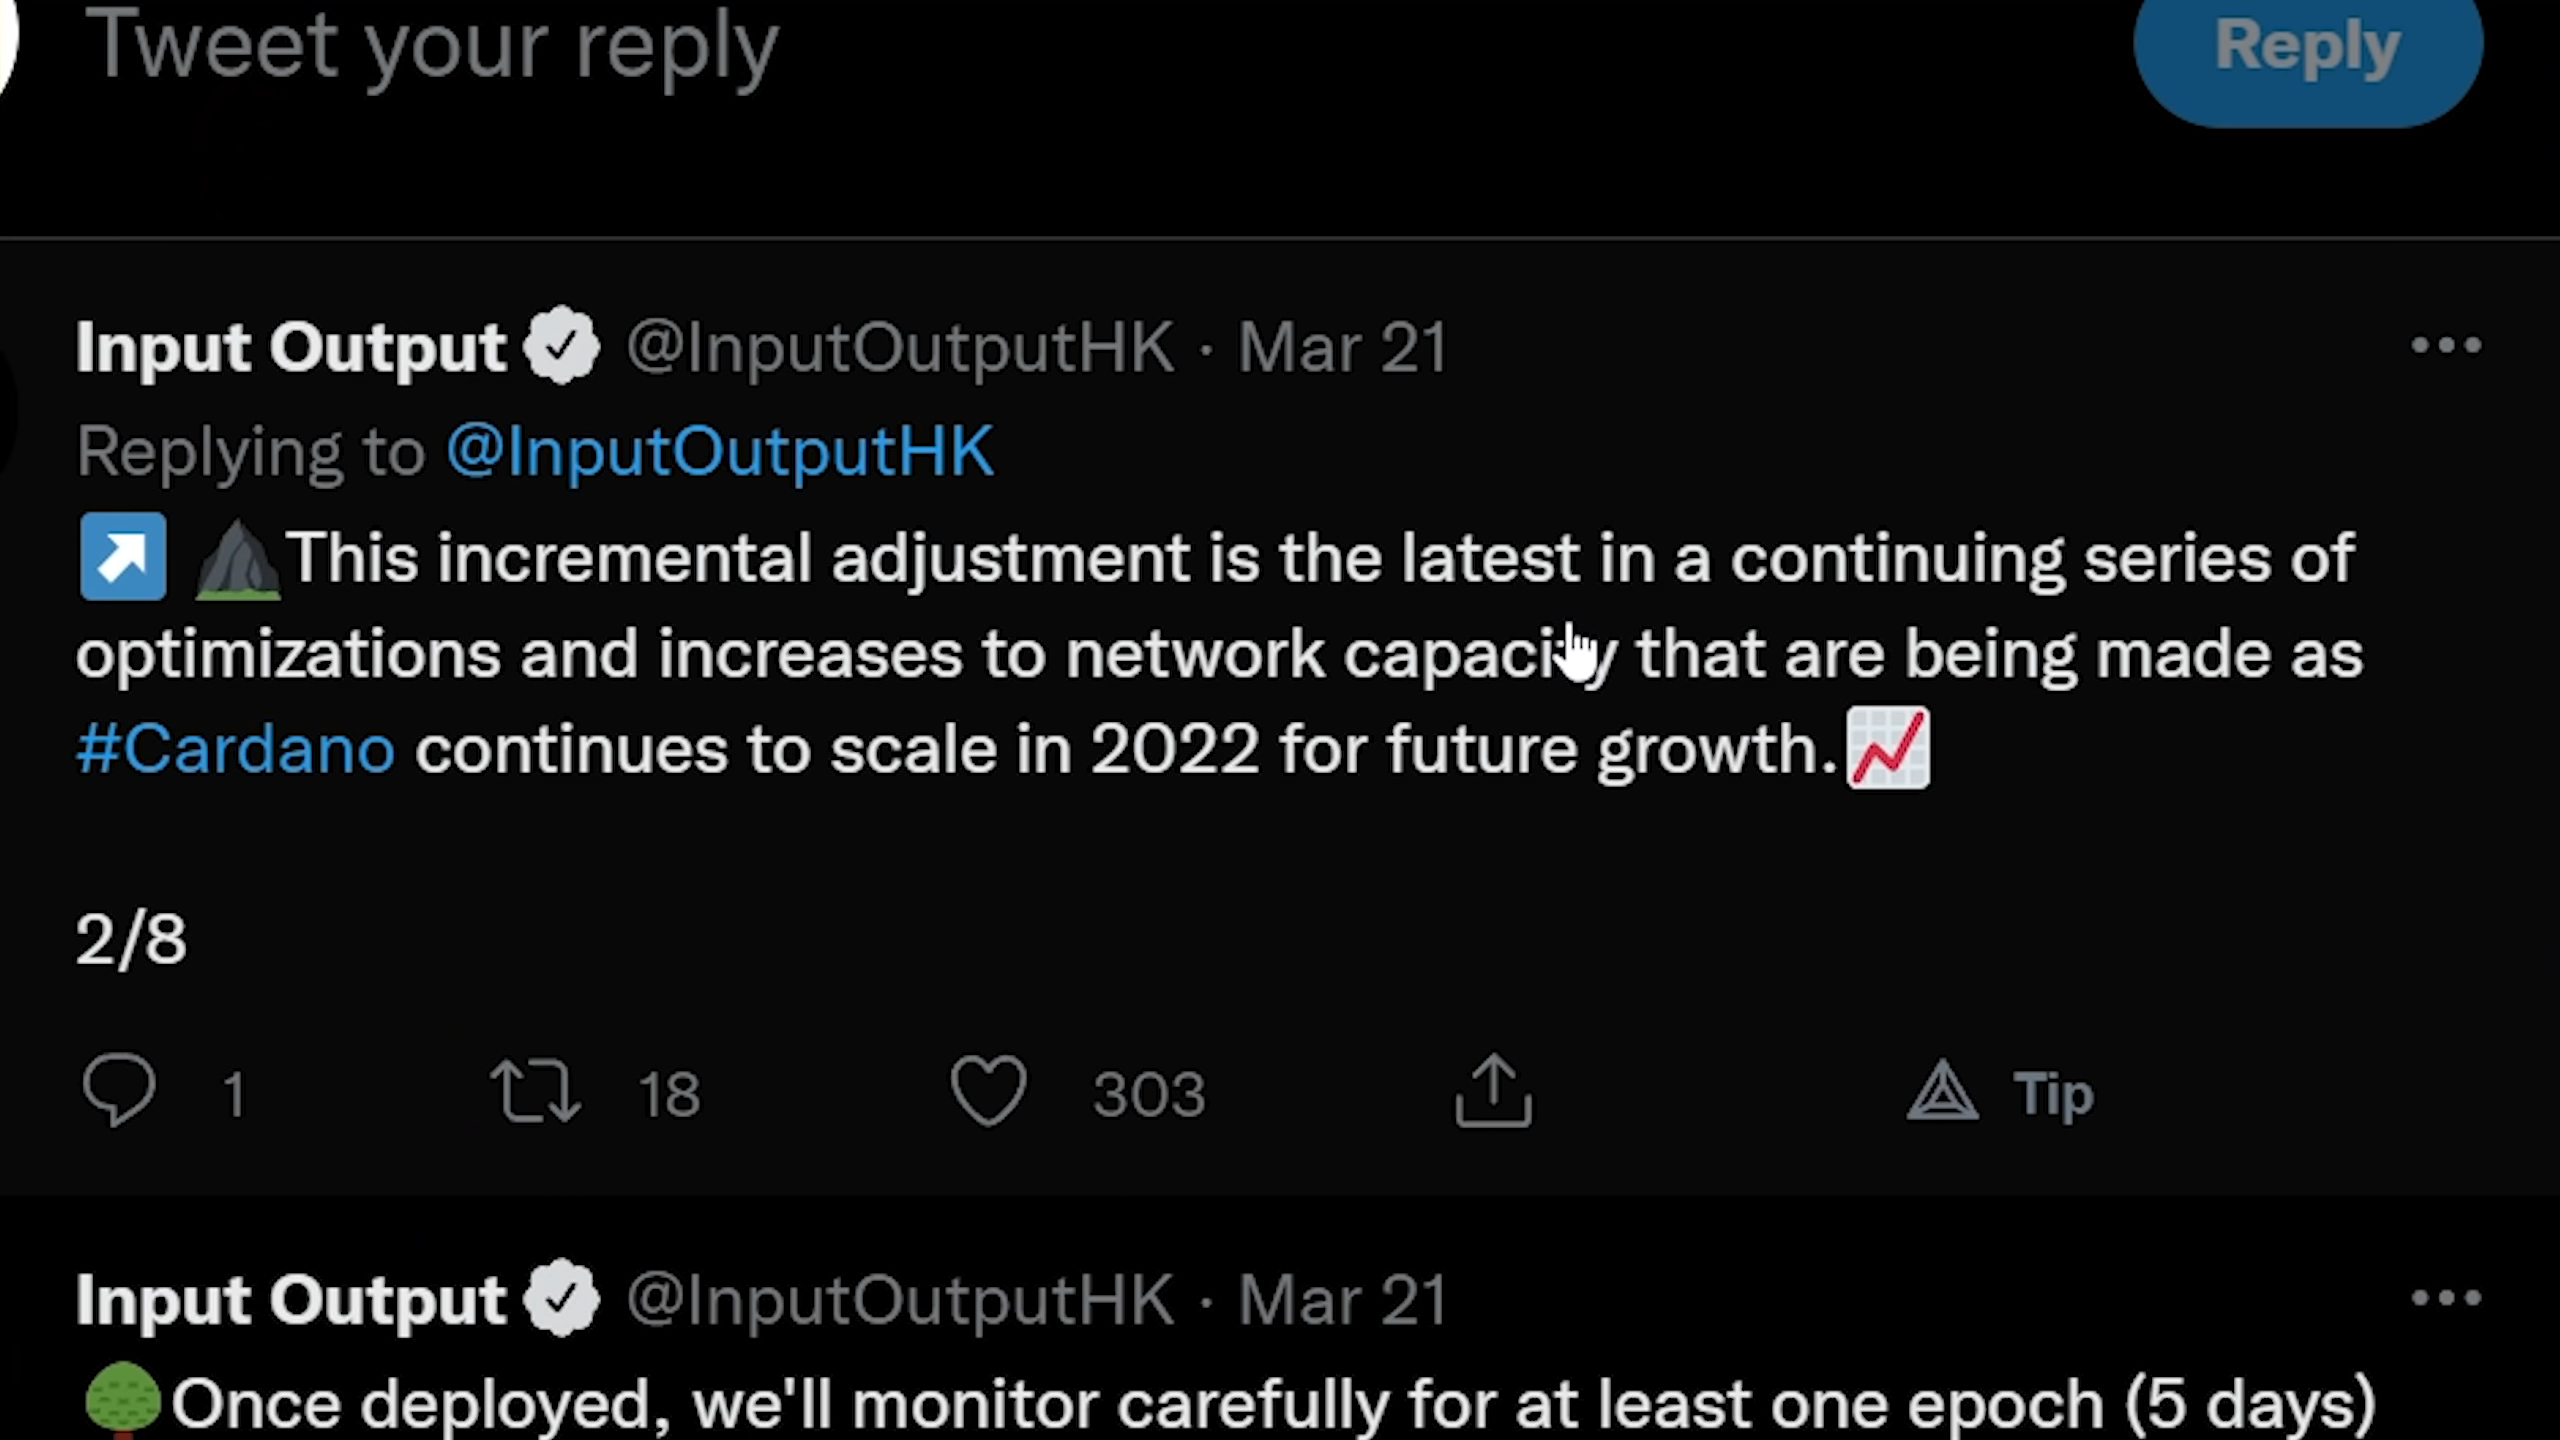 Tweet your reply
Reply
Input Output @InputOutputHK · Mar 21
Replying to @InputOutputHK
This incremental adjustment is the latest in a continuing series of
optimizations and increases to network capacity that are being made as
#Cardano continues to scale in 2022 for future growth.
2/8
1 18 303 Tip
Input Output @InputOutputHK · Mar 21
Once deployed, we'll monitor carefully for at least one epoch (5 days)